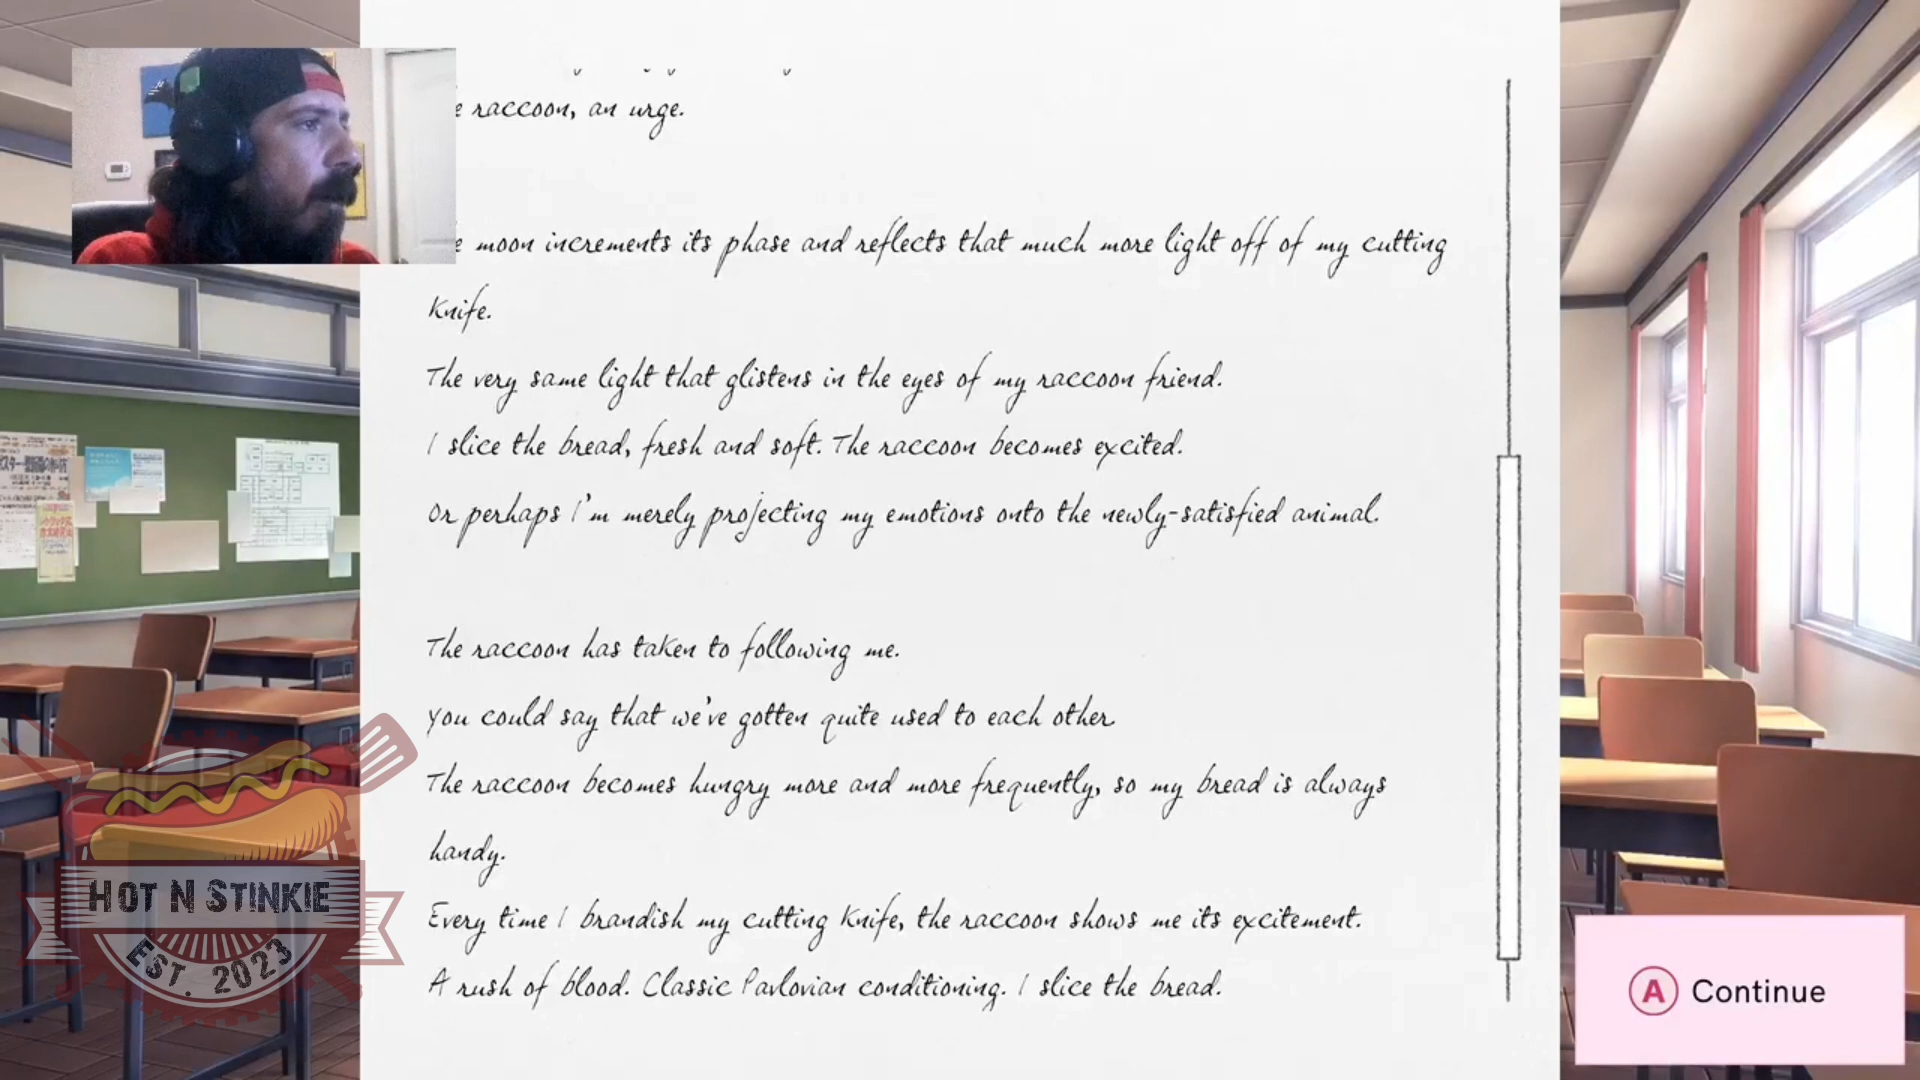 raccoon, an urge.
moon increments its phase and reflects that much more light off of my cutting
knife.
The very same light that glistens in the eyes of my raccoon friend.
I slice the bread, fresh and soft. The raccoon becomes excited.
Or perhaps I'm merely projecting my emotions onto the newly-satisfied animal.
The raccoon has taken to following me.
You could say that we've gotten quite used to each other
The raccoon becomes hungry more and more frequently, so my bread is always
handy.
Every time I brandish my cutting knife, the raccoon shows me its excitement.
A rush of blood. Classic Pavlovian conditioning. I slice the bread.
HOT N STINKIE
EST. 2023
A Continue